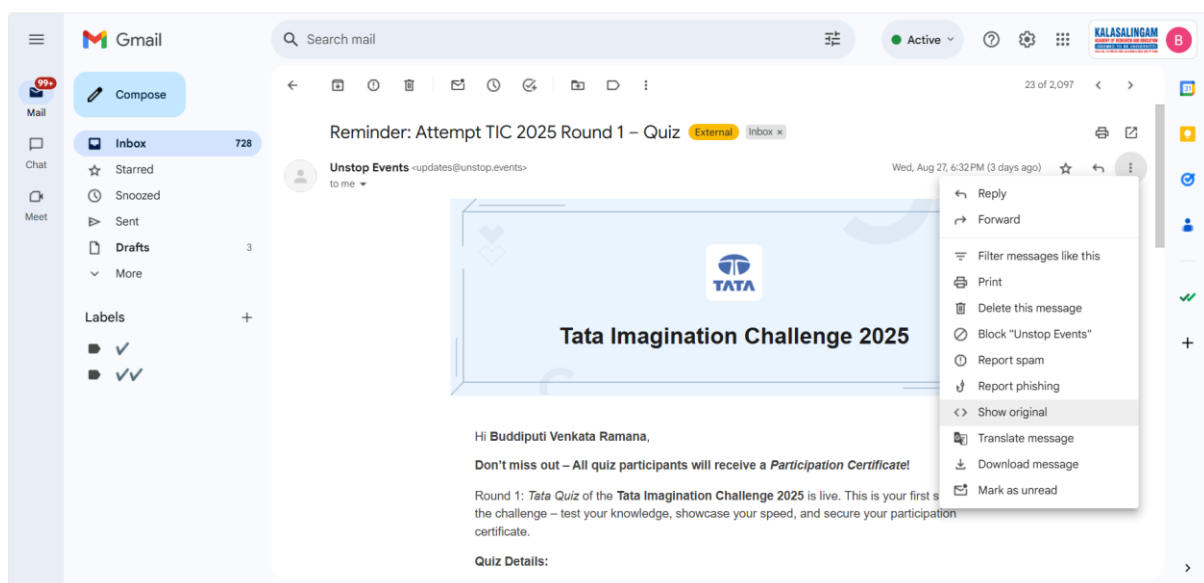 Gmail
Search mail
Active
KALASALINGAM
B
99+
Mail
Compose
23 of 2,097
31
Inbox 728
Reminder: Attempt TIC 2025 Round 1 – Quiz External Inbox ×
Chat
Starred
Unstop Events <updates@unstop.events>
Wed, Aug 27, 6:32 PM (3 days ago)
to me
Snoozed
Meet
Sent
Drafts 3
More
Labels
Reply
Forward
Filter messages like this
Print
Delete this message
Block "Unstop Events"
Report spam
Report phishing
Show original
Translate message
Download message
Mark as unread
TATA
Tata Imagination Challenge 2025
Hi Buddiputi Venkata Ramana,
Don't miss out – All quiz participants will receive a Participation Certificate!
Round 1: Tata Quiz of the Tata Imagination Challenge 2025 is live. This is your first s
the challenge – test your knowledge, showcase your speed, and secure your participation
certificate.
Quiz Details: